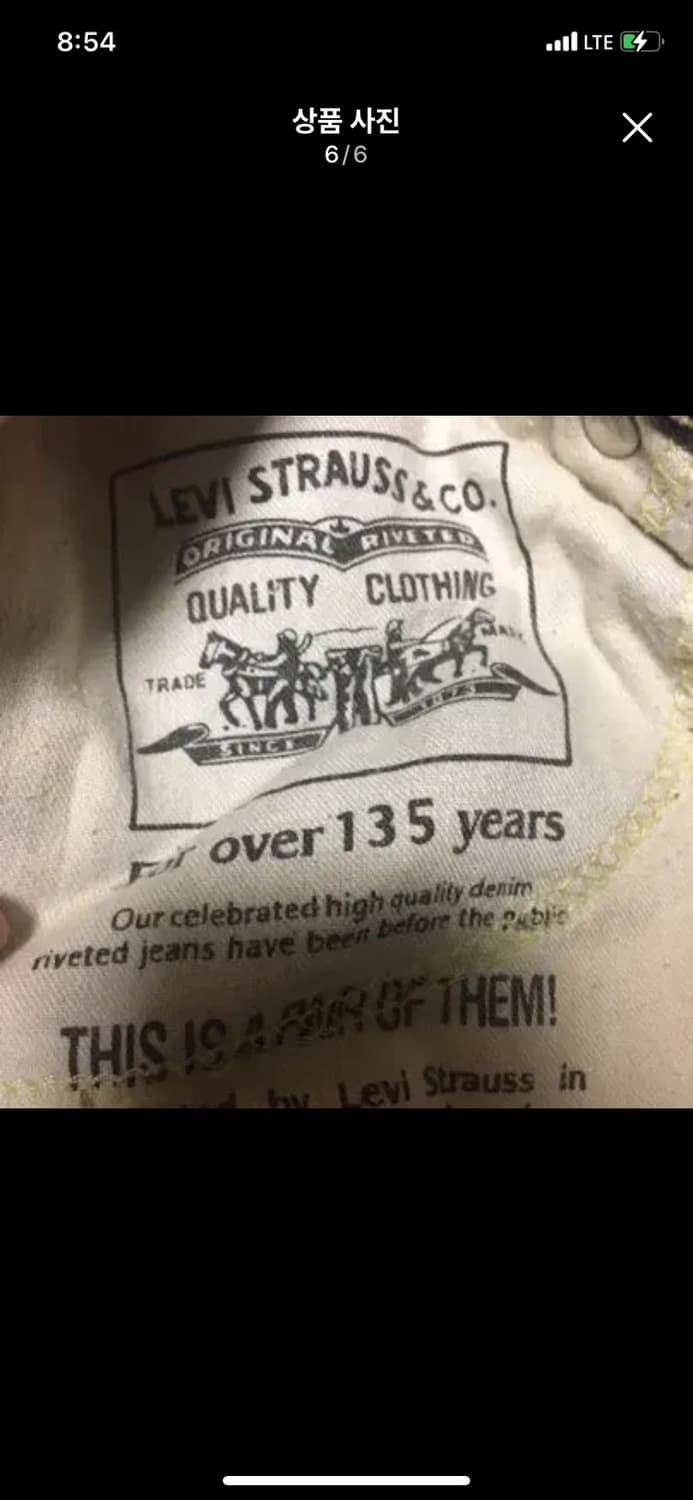 8:54
LTE
상품 사진
6/6
LEVI STRAUSS & CO.
ORIGINAL RIVETED
QUALITY CLOTHING
TRADE MARK
SINCE
For over 135 years
Our celebrated high quality denim
riveted jeans have been before the public
THIS IS A PAIR OF THEM!
by Levi Strauss in